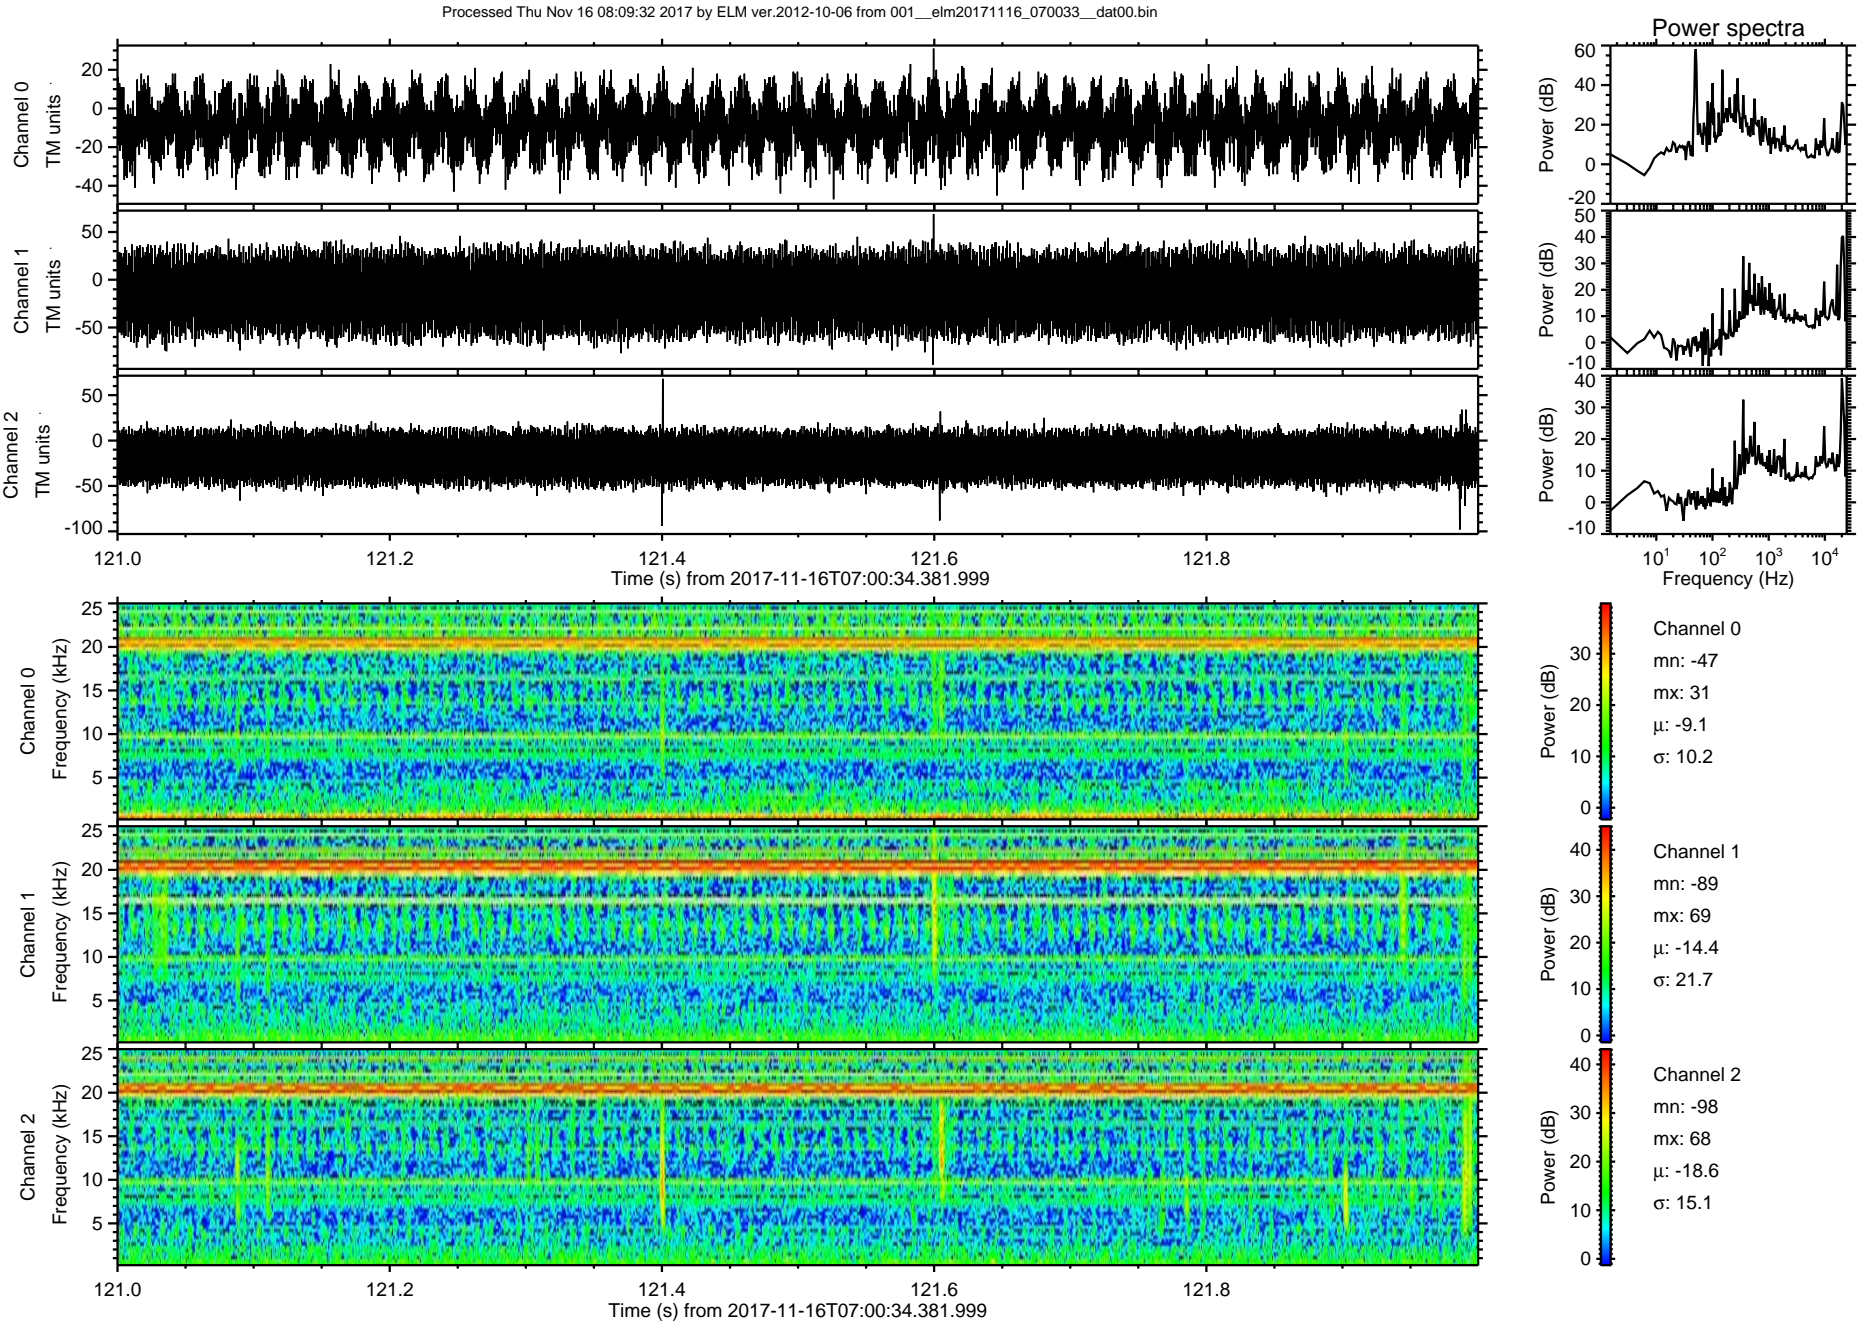 Processed Thu Nov 16 08:09:32 2017 by ELM ver.2012-10-06 from 001__elm20171116_070033__dat00.bin
Power spectra
Channel 0
TM units
20
0
-20
-40
Power (dB)
60
40
20
0
-20
Channel 1
TM units
50
0
-50
Power (dB)
50
40
30
20
10
0
-10
Channel 2
TM units
50
0
-50
-100
Power (dB)
40
30
20
10
0
-10
121.0 121.2 121.4 121.6 121.8
Time (s) from 2017-11-16T07:00:34.381.999
10¹ 10² 10³ 10⁴
Frequency (Hz)
Channel 0
Frequency (kHz)
25
20
15
10
5
Power (dB)
30
20
10
0
Channel 0
mn: -47
mx: 31
μ: -9.1
σ: 10.2
Channel 1
Frequency (kHz)
25
20
15
10
5
Power (dB)
40
30
20
10
0
Channel 1
mn: -89
mx: 69
μ: -14.4
σ: 21.7
Channel 2
Frequency (kHz)
25
20
15
10
5
Power (dB)
40
30
20
10
0
Channel 2
mn: -98
mx: 68
μ: -18.6
σ: 15.1
121.0 121.2 121.4 121.6 121.8
Time (s) from 2017-11-16T07:00:34.381.999